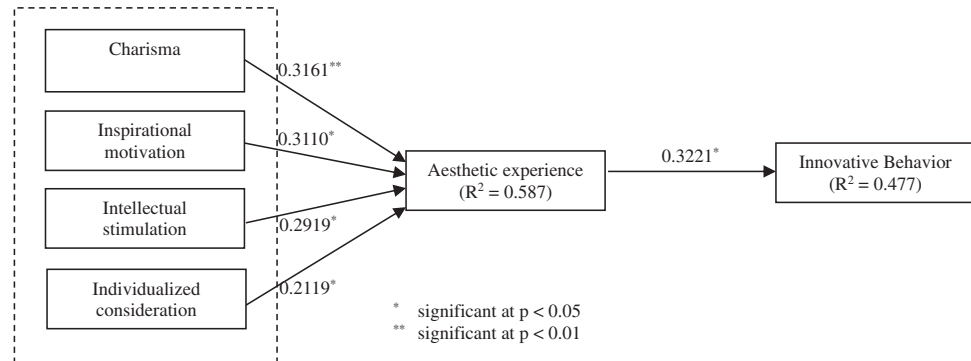 Charisma
0.3161**
Inspirational
motivation
0.3110*
Intellectual
stimulation
0.2919*
Individualized
consideration
0.2119*
Aesthetic experience
(R² = 0.587)
0.3221*
Innovative Behavior
(R² = 0.477)
* significant at p < 0.05
** significant at p < 0.01